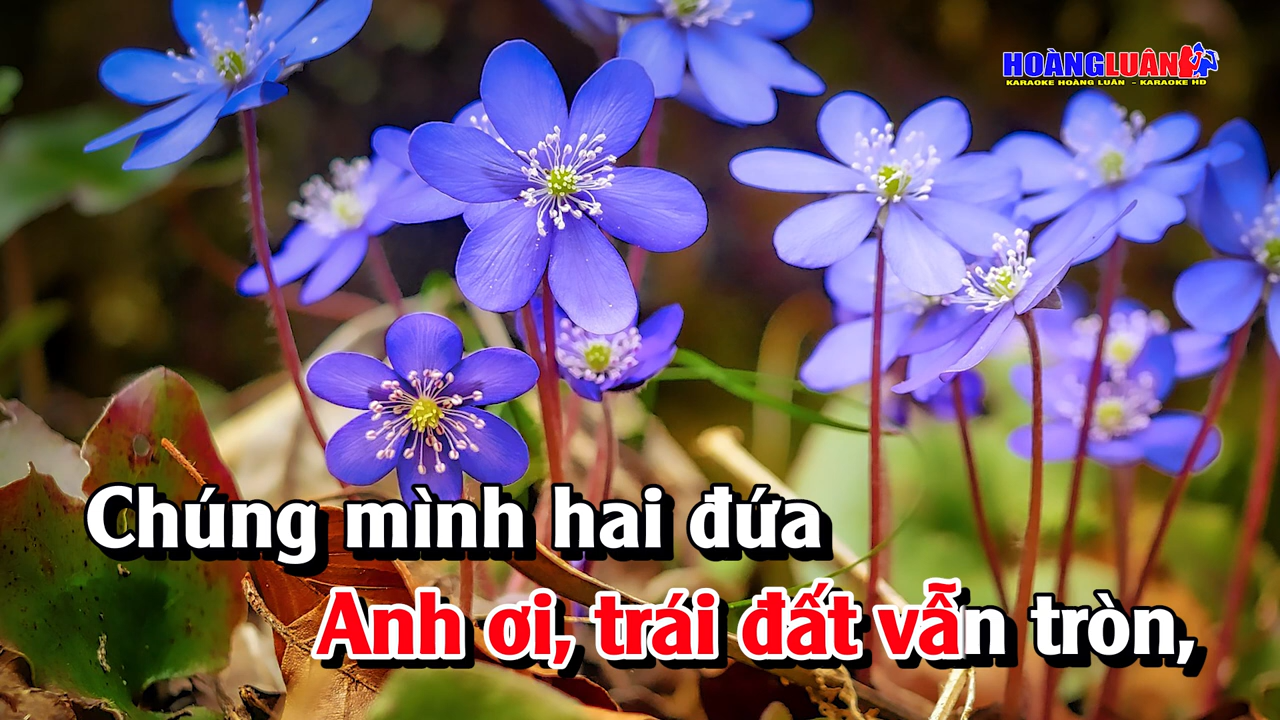 HOÀNGLUÂN
KARAOKE HOÀNG LUÂN - KARAOKE HD
Chúng mình hai đứa
Anh ơi, trái đất vẫn tròn,